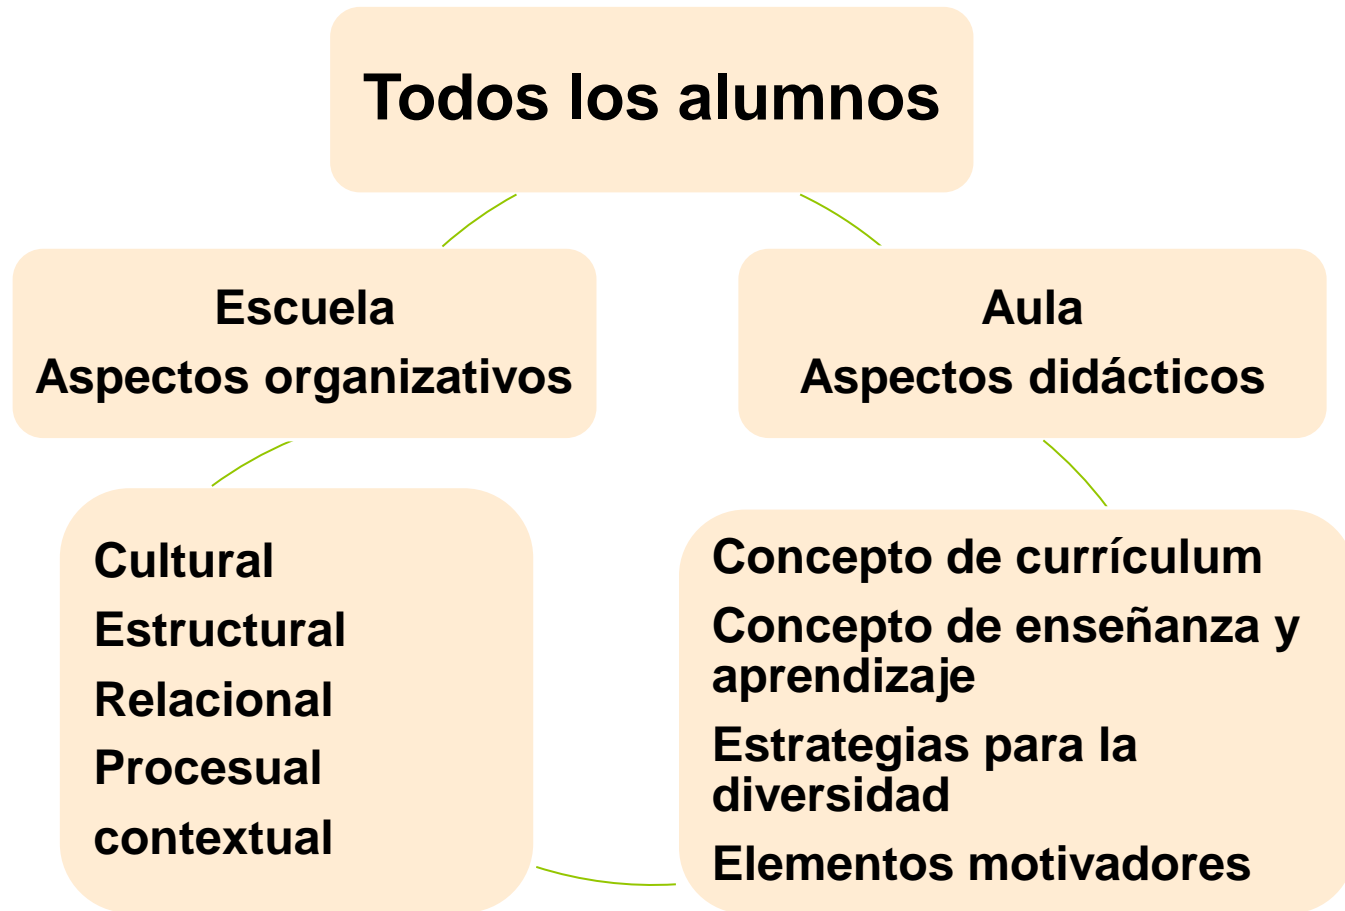 Todos los alumnos
Escuela
Aspectos organizativos
Aula
Aspectos didácticos
Cultural
Estructural
Relacional
Procesual
contextual
Concepto de currículum
Concepto de enseñanza y
aprendizaje
Estrategias para la
diversidad
Elementos motivadores